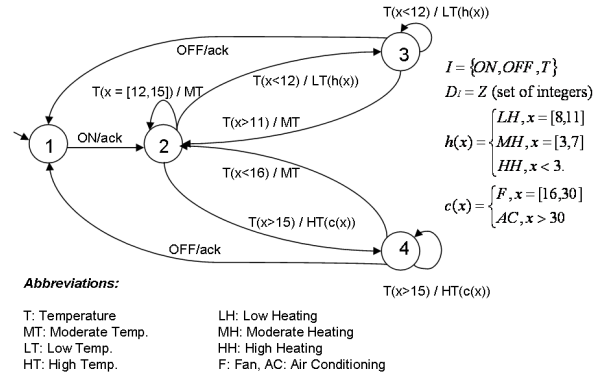 T(x<12) / LT(h(x))
OFF/ack
3
T(x = [12,15]) / MT
T(x<12) / LT(h(x))
T(x>11) / MT
1
ON/ack
2
T(x<16) / MT
T(x>15) / HT(c(x))
OFF/ack
4
T(x>15) / HT(c(x))
I = {ON,OFF,T}
D_I = Z (set of integers)
h(x) = { LH, x = [8,11]
MH, x = [3,7]
HH, x < 3.
c(x) = { F, x = [16,30]
AC, x > 30
Abbreviations:
T: Temperature
MT: Moderate Temp.
LT: Low Temp.
HT: High Temp.
LH: Low Heating
MH: Moderate Heating
HH: High Heating
F: Fan, AC: Air Conditioning